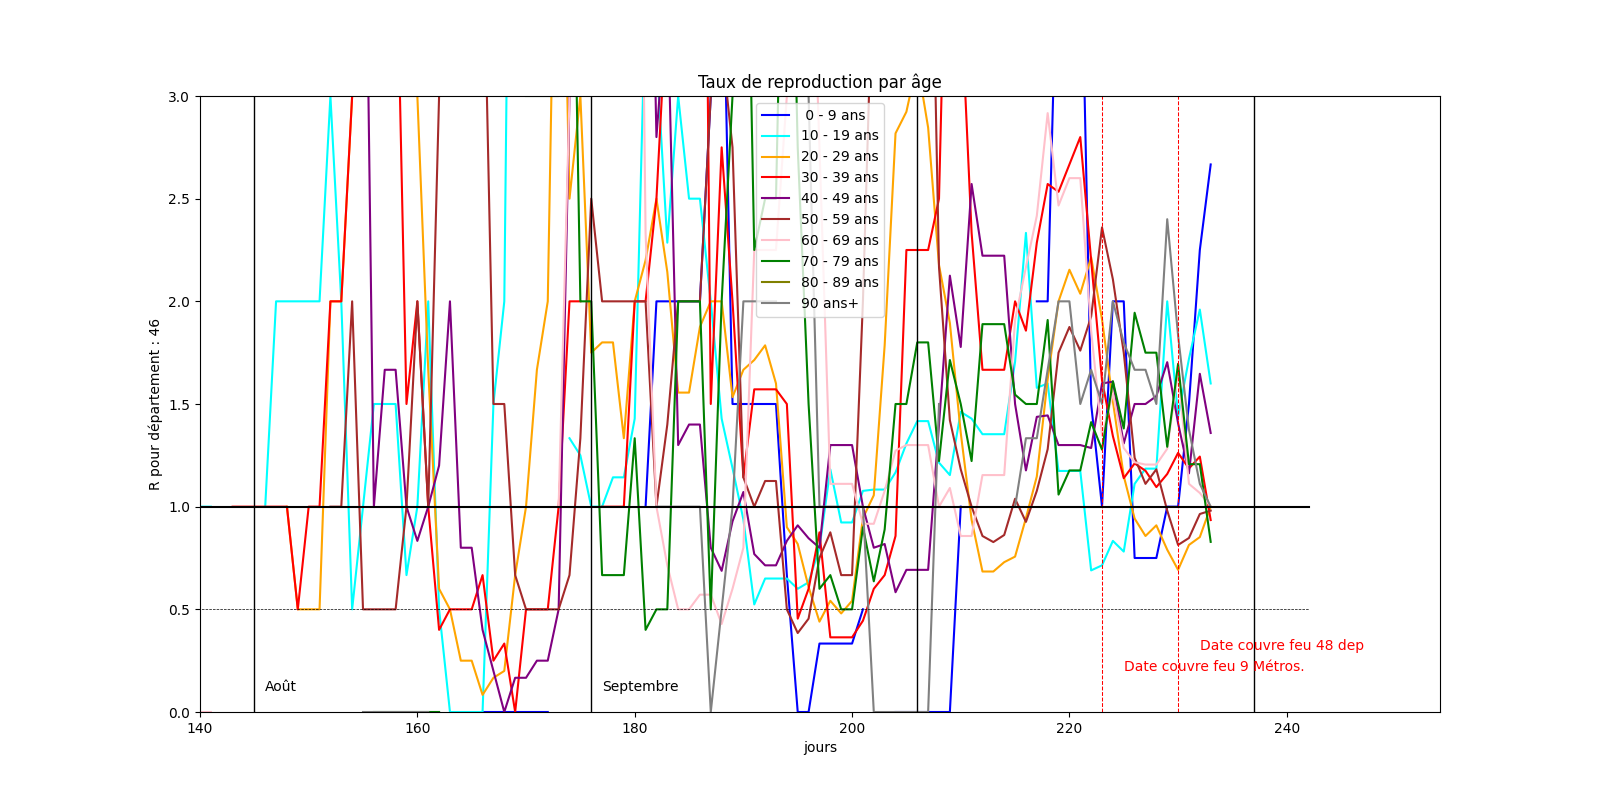 Taux de reproduction par âge
R pour département : 46
3.0
2.5
2.0
1.5
1.0
0.5
0.0
0 - 9 ans
10 - 19 ans
20 - 29 ans
30 - 39 ans
40 - 49 ans
50 - 59 ans
60 - 69 ans
70 - 79 ans
80 - 89 ans
90 ans+
Date couvre feu 48 dep
Date couvre feu 9 Métros.
Août
Septembre
140 160 180 200 220 240
jours